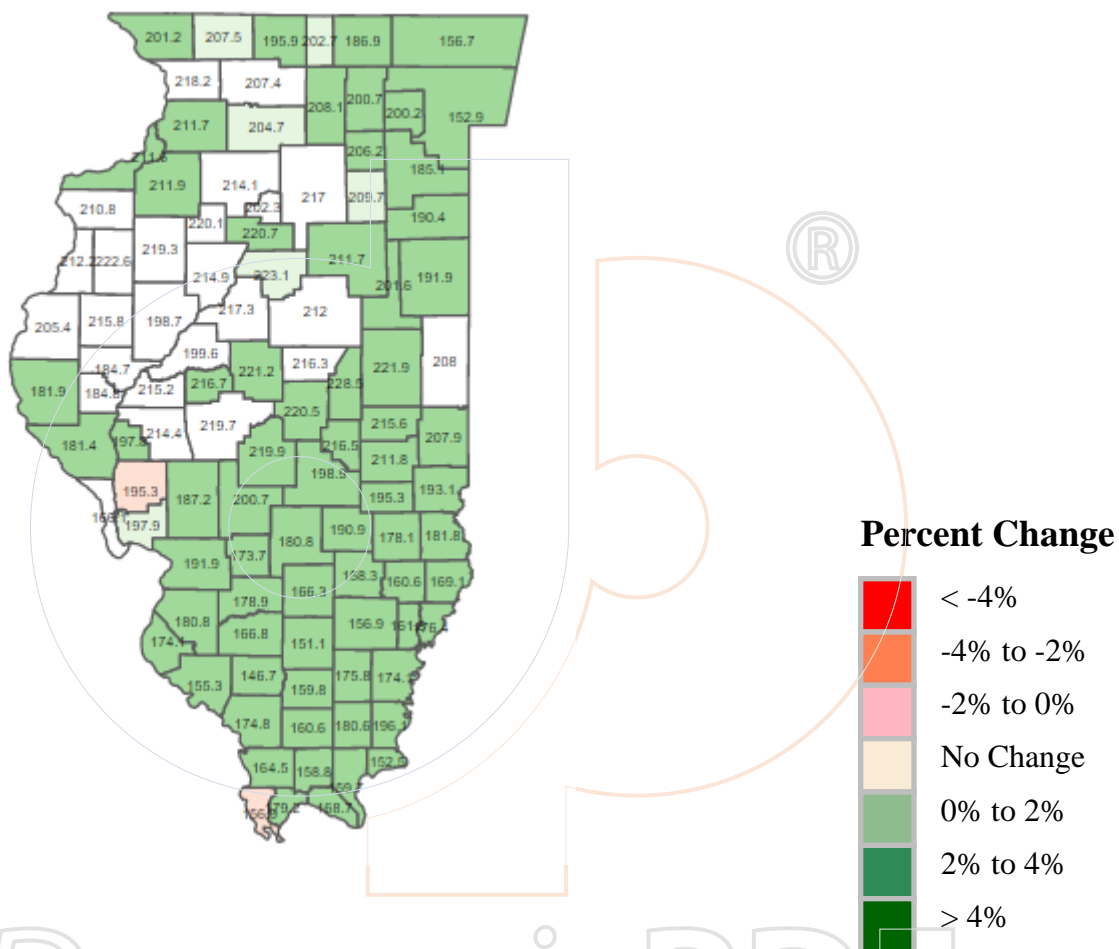 201.2 207.5 195.9 202.7 186.9 156.7
218.2 207.4 208.1 200.7 200.2 152.9
211.7 204.7 206.2
185.1
211.9 214.1 217 209.7
210.8 202.3 190.4
220.1 220.7
219.3 222.6 214.9 223.1 211.7 191.9
201.6
205.4 215.8 198.7 217.3 212
184.7 199.6 216.3 221.9 208
181.9 215.2 216.7 221.2 228.5
181.4 214.4 219.7 220.5 215.6 207.9
219.9 216.5 211.8
195.3 187.2 200.7 198.5 195.3 193.1
197.9 180.8 190.9 178.1 181.8
191.9 173.7
166.3 160.6 169.1
178.9
180.8 166.8 151.1 156.9
174.1
155.3 146.7 159.8 175.8
174.8 160.6 180.6 196.1
164.5 158.8
168.7
®
Percent Change
< -4%
-4% to -2%
-2% to 0%
No Change
0% to 2%
2% to 4%
> 4%